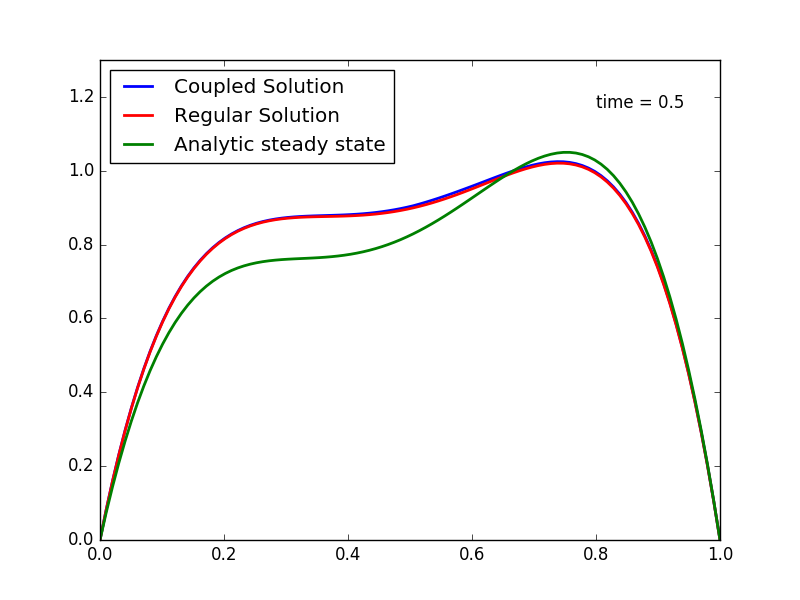 1.2
1.0
0.8
0.6
0.4
0.2
0.0
Coupled Solution
Regular Solution
Analytic steady state
time = 0.5
0.0 0.2 0.4 0.6 0.8 1.0